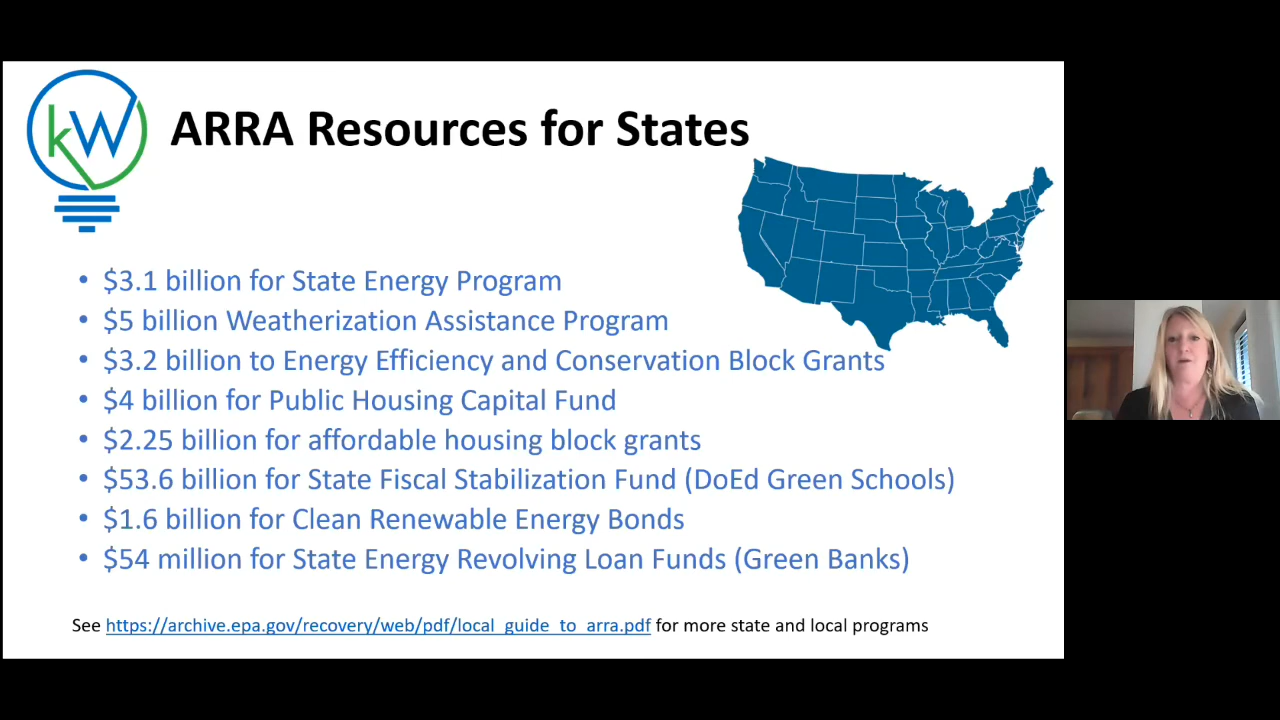 kW
ARRA Resources for States
• $3.1 billion for State Energy Program
• $5 billion Weatherization Assistance Program
• $3.2 billion to Energy Efficiency and Conservation Block Grants
• $4 billion for Public Housing Capital Fund
• $2.25 billion for affordable housing block grants
• $53.6 billion for State Fiscal Stabilization Fund (DoEd Green Schools)
• $1.6 billion for Clean Renewable Energy Bonds
• $54 million for State Energy Revolving Loan Funds (Green Banks)
See https://archive.epa.gov/recovery/web/pdf/local_guide_to_arra.pdf for more state and local programs